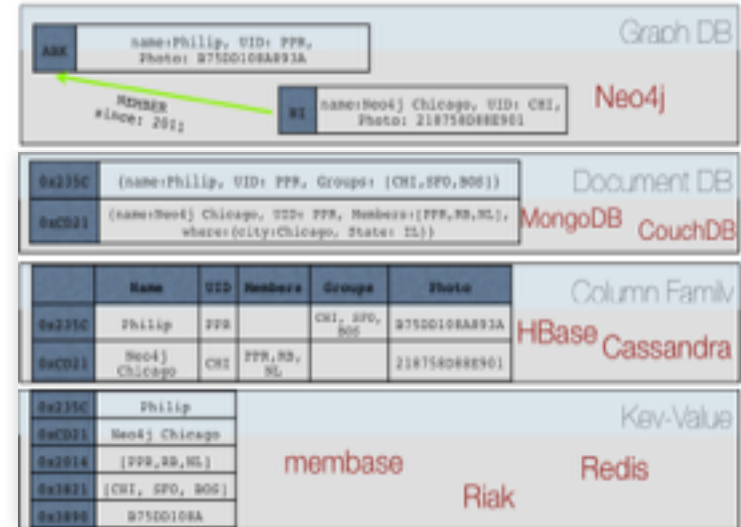 Graph DB
name:Philip, UID: PPR,
Photo: B75DD108A893A
MEMBER
since: 201
NI
name:Neo4j Chicago, UID: CHI,
Photo: 218758D88E901
Neo4j
Document DB
0x235C
{name:Philip, UID: PPR, Groups: [CHI,SFO,BOS]}
0xCD21
{name:Neo4j Chicago, UID: PPR, Members:[PPR,RB,NL],
where:{city:Chicago, State: IL}}
MongoDB
CouchDB
Column Family
Name UID Members Groups Photo
0x235C Philip PPR CHI, SFO, BOS B75DD108A893A
0xCD21 Neo4j Chicago CHI PPR,RB, NL 218758D88E901
HBase
Cassandra
Key-Value
0x235C Philip
0xCD21 Neo4j Chicago
0x2014 [PPR,RB,NL]
0x3821 [CHI, SFO, BOS]
0x3890 B75DD108A
membase
Riak
Redis